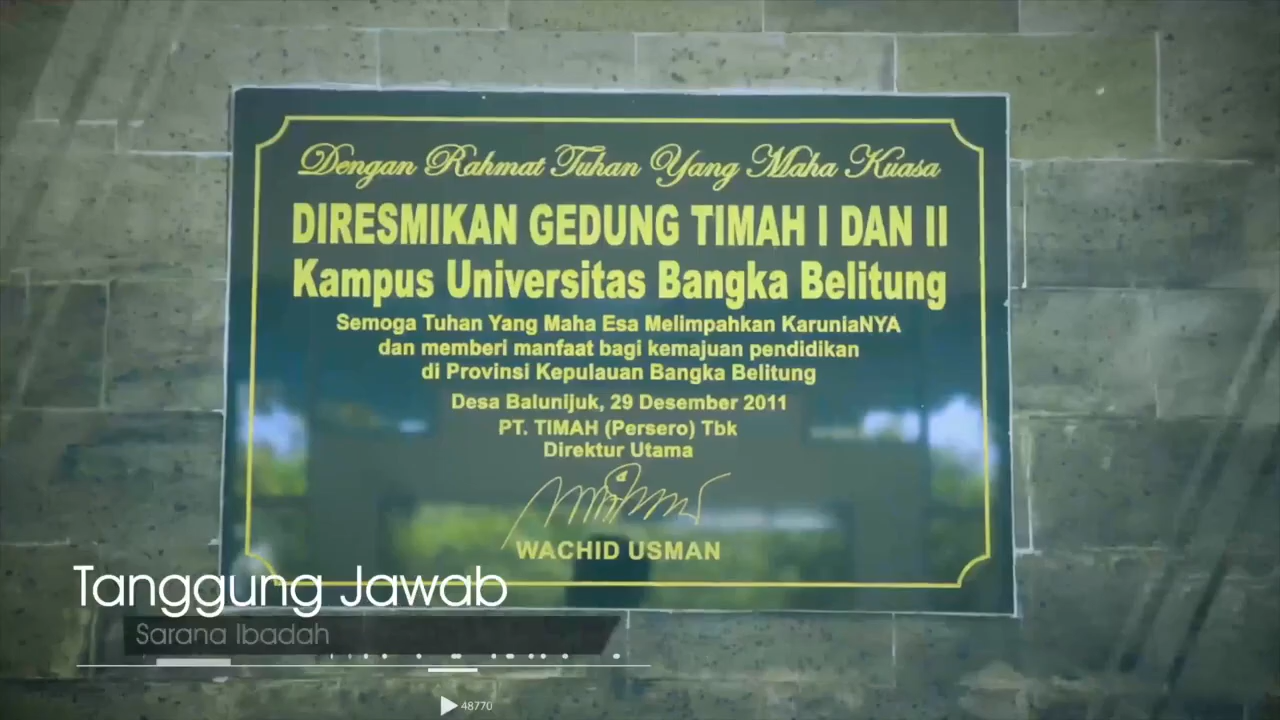 Dengan Rahmat Tuhan Yang Maha Kuasa
DIRESMIKAN GEDUNG TIMAH I DAN II
Kampus Universitas Bangka Belitung
Semoga Tuhan Yang Maha Esa Melimpahkan KaruniaNYA
dan memberi manfaat bagi kemajuan pendidikan
di Provinsi Kepulauan Bangka Belitung
Desa Balunijuk, 29 Desember 2011
PT. TIMAH (Persero) Tbk
Direktur Utama
WACHID USMAN
Tanggung Jawab
Sarana Ibadah
48770